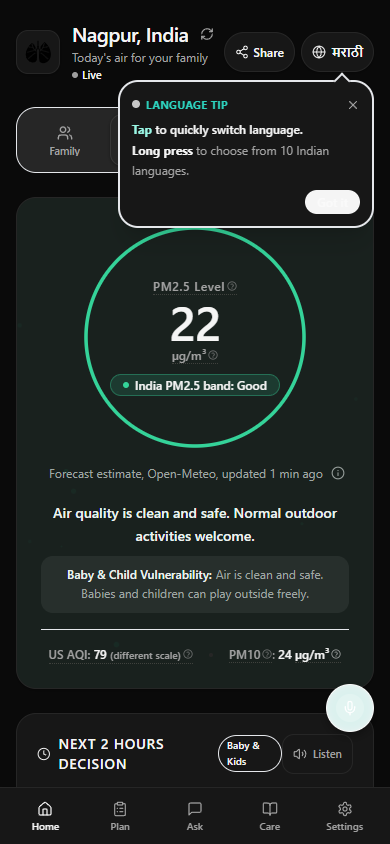 Nagpur, India
Today's air for your family
Live
Share
मराठी
LANGUAGE TIP
Tap to quickly switch language.
Long press to choose from 10 Indian
languages.
Family
PM2.5 Level
22
µg/m³
India PM2.5 band: Good
Forecast estimate, Open-Meteo, updated 1 min ago
Air quality is clean and safe. Normal outdoor
activities welcome.
Baby & Child Vulnerability: Air is clean and safe.
Babies and children can play outside freely.
US AQI: 79 (different scale)
PM10: 24 µg/m³
NEXT 2 HOURS
DECISION
Baby &
Kids
Listen
Home
Plan
Ask
Care
Settings